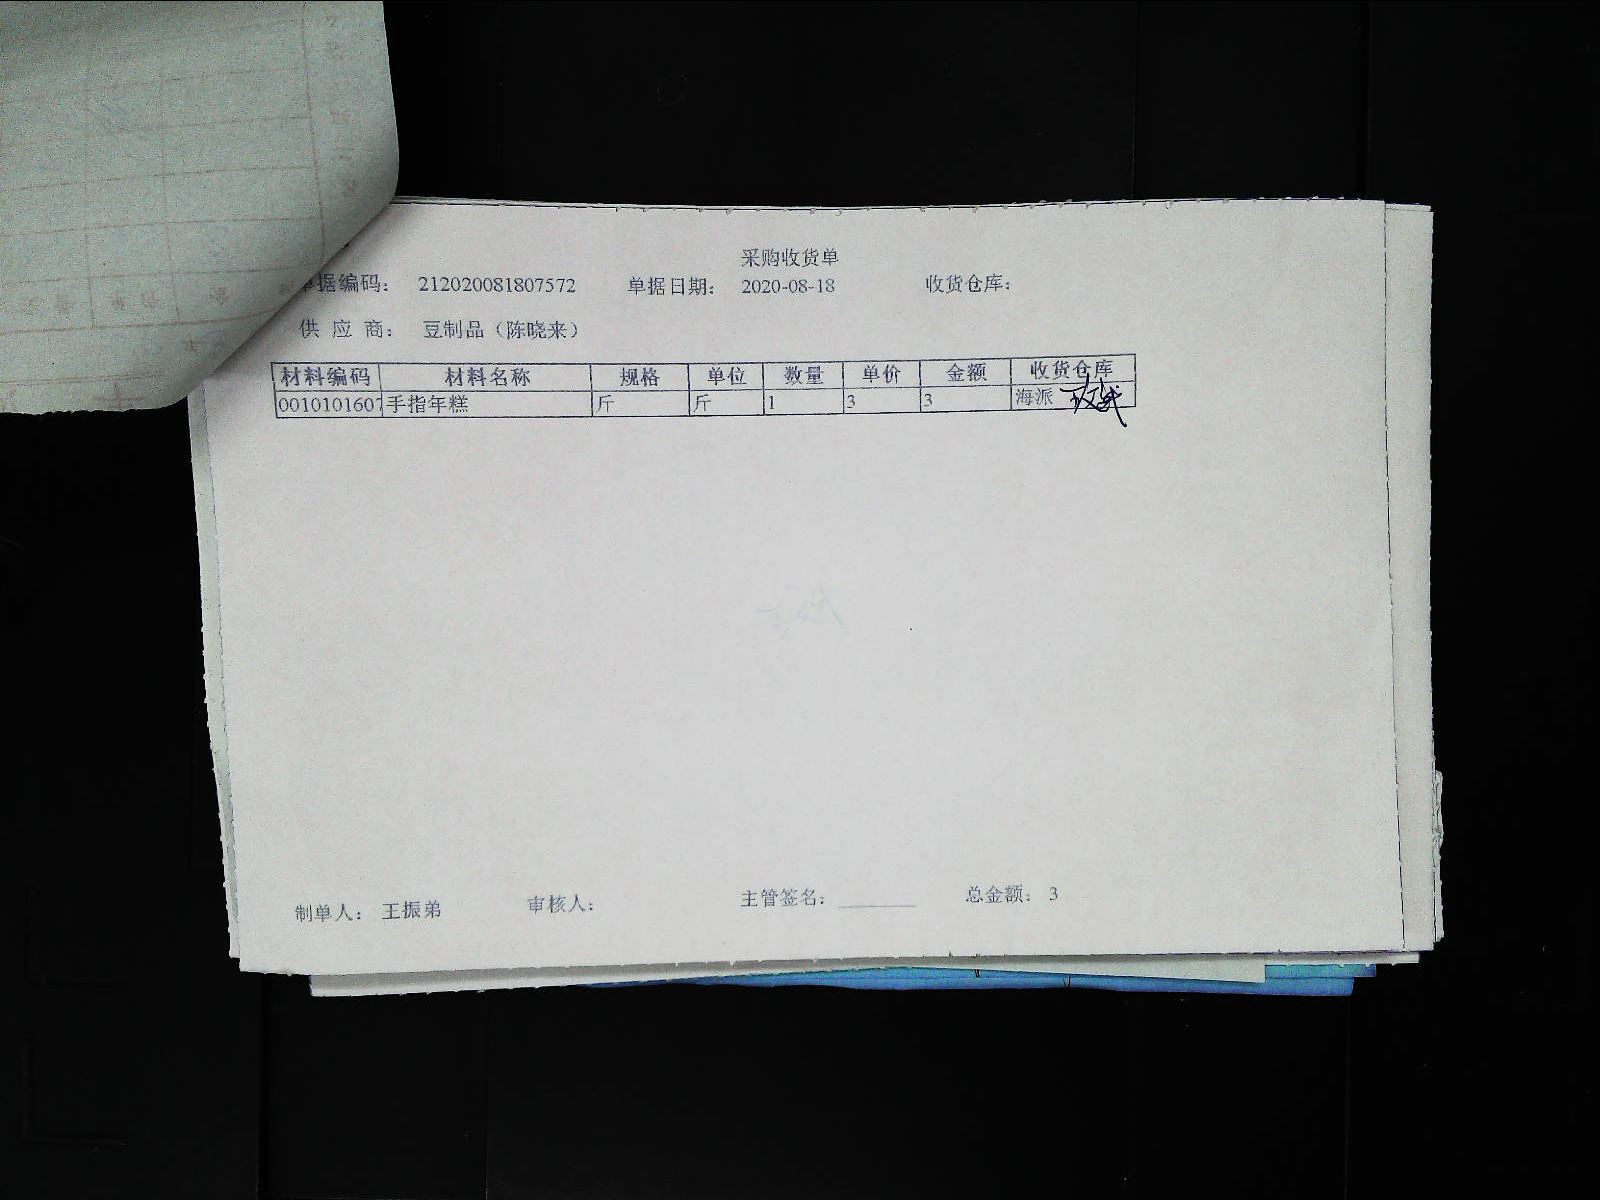 采购收货单
单据编码： 212020081807572 单据日期： 2020-08-18 收货仓库：
供 应 商： 豆制品（陈晓来）
材料编码 材料名称 规格 单位 数量 单价 金额 收货仓库
0010101607 手指年糕 斤 斤 1 3 3 海派
制单人： 王振弟 审核人： 主管签名： ________ 总金额： 3